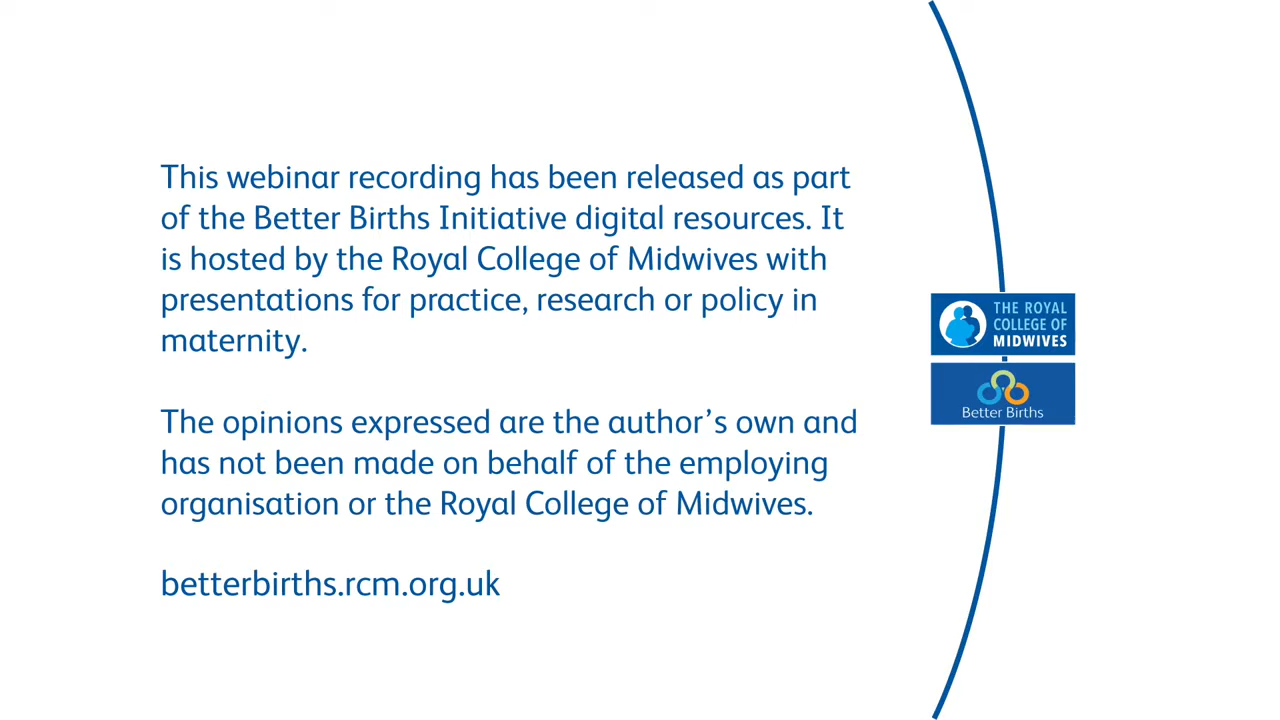 This webinar recording has been released as part
of the Better Births Initiative digital resources. It
is hosted by the Royal College of Midwives with
presentations for practice, research or policy in
maternity.
The opinions expressed are the author’s own and
has not been made on behalf of the employing
organisation or the Royal College of Midwives.
betterbirths.rcm.org.uk
THE ROYAL
COLLEGE OF
MIDWIVES
Better Births